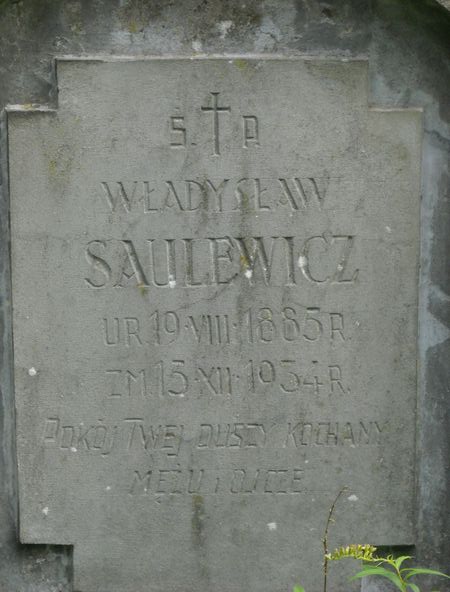 Ś. † P.
WŁADYSŁAW
SAULEWICZ
UR. 19·VIII·1885 R.
ZM. 15·XII·1934 R.
POKÓJ TWEJ DUSZY KOCHANY
MĘŻU i OJCZE